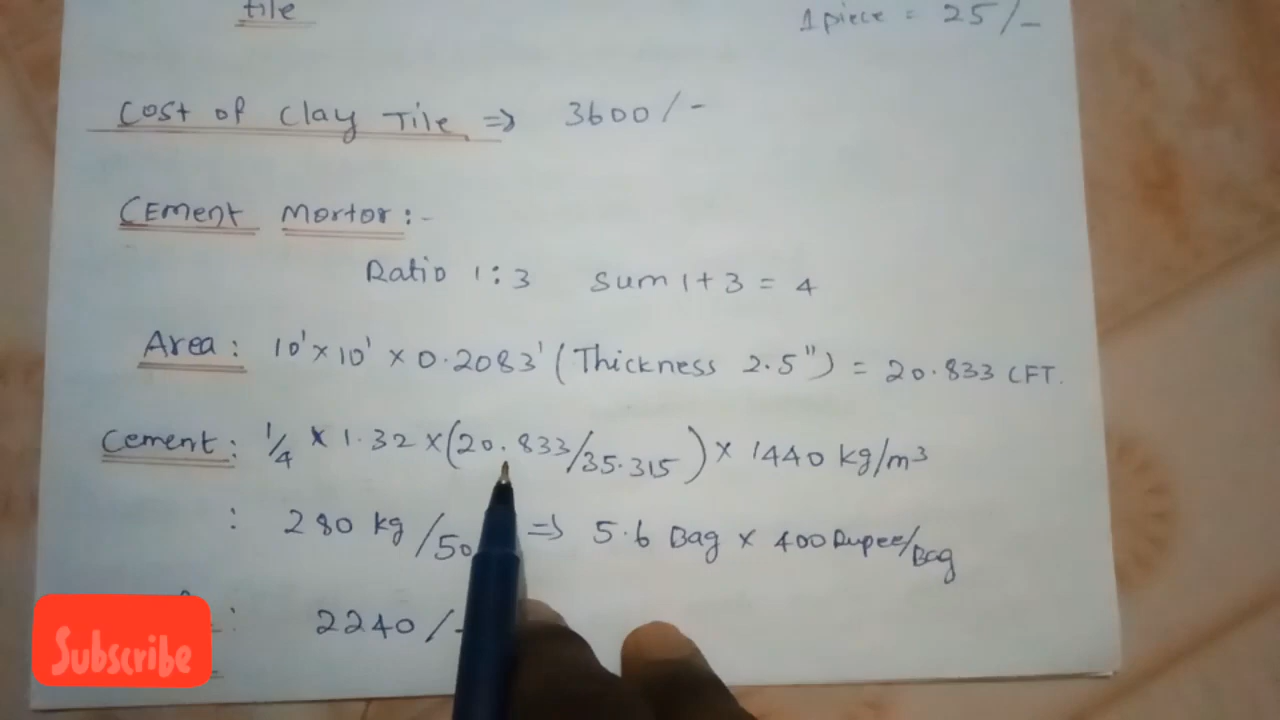 tile
1 piece = 25/-
Cost of Clay Tile => 3600/-
CEment Mortor:-
Ratio 1:3 Sum 1+3 = 4
Area: 10' x 10' x 0.2083' (Thickness 2.5") = 20.833 CFT.
Cement: 1/4 x 1.32 x (20.833/35.315) x 1440 kg/m³
: 280 kg/50 => 5.6 Bag x 400 Rupee/Bag
: 2240/-
Subscribe